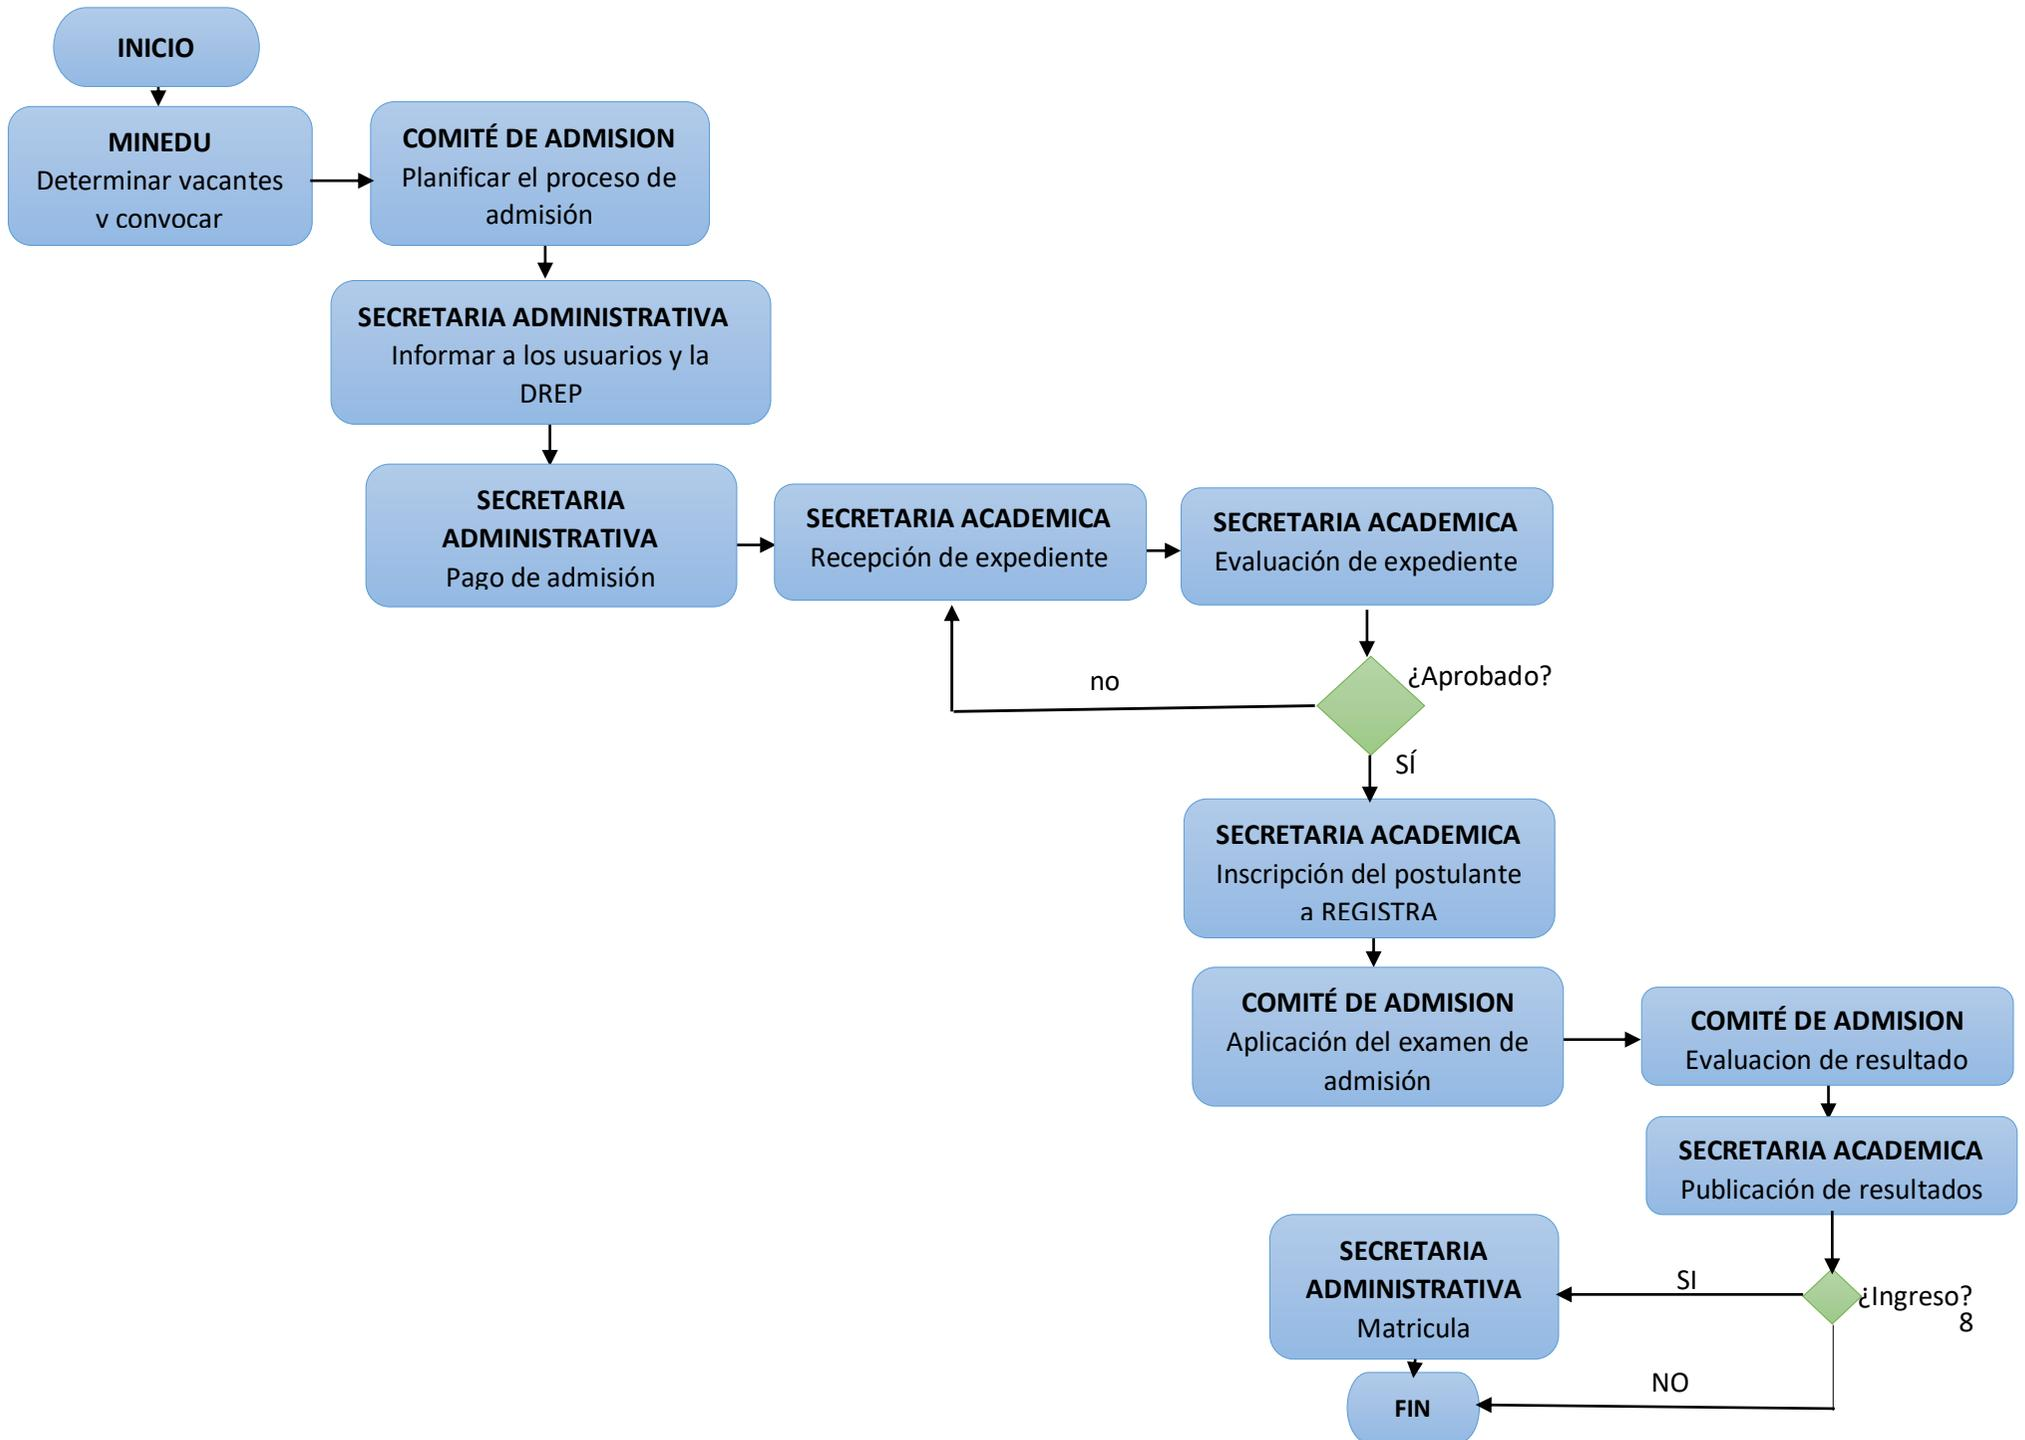 INICIO
MINEDU
Determinar vacantes
y convocar
COMITÉ DE ADMISION
Planificar el proceso de
admisión
SECRETARIA ADMINISTRATIVA
Informar a los usuarios y la
DREP
SECRETARIA
ADMINISTRATIVA
Pago de admisión
SECRETARIA ACADEMICA
Recepción de expediente
SECRETARIA ACADEMICA
Evaluación de expediente
¿Aprobado?
no
SÍ
SECRETARIA ACADEMICA
Inscripción del postulante
a REGISTRA
COMITÉ DE ADMISION
Aplicación del examen de
admisión
COMITÉ DE ADMISION
Evaluacion de resultado
SECRETARIA ACADEMICA
Publicación de resultados
¿Ingreso?
8
SI
SECRETARIA
ADMINISTRATIVA
Matricula
NO
FIN